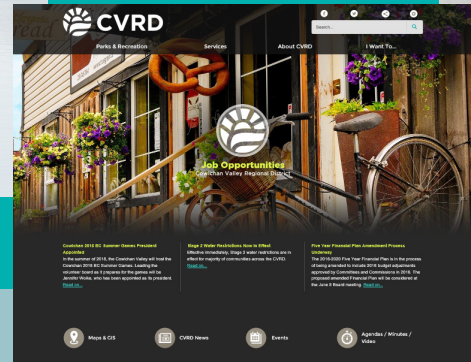 CVRD
Search...
Parks & Recreation
Services
About CVRD
I Want To...
Job Opportunities
Cowichan Valley Regional District
Cowichan 2018 BC Summer Games President
Appointed
In the summer of 2018, the Cowichan Valley will host the
Cowichan 2018 BC Summer Games. Leading the
volunteer board as it prepares for the games will be
Jennifer Woike, who has been appointed as its president.
Read on...
Stage 2 Water Restrictions Now in Effect
Effective immediately, Stage 2 water restrictions are in
effect for majority of communities across the CVRD.
Read on...
Five Year Financial Plan Amendment Process
Underway
The 2016-2020 Five Year Financial Plan is in the process
of being amended to include 2016 budget adjustments
approved by Committees and Commissions in 2016. The
proposed amended Financial Plan will be considered at
the June 8 Board meeting. Read on...
Maps & GIS
CVRD News
Events
Agendas / Minutes /
Video